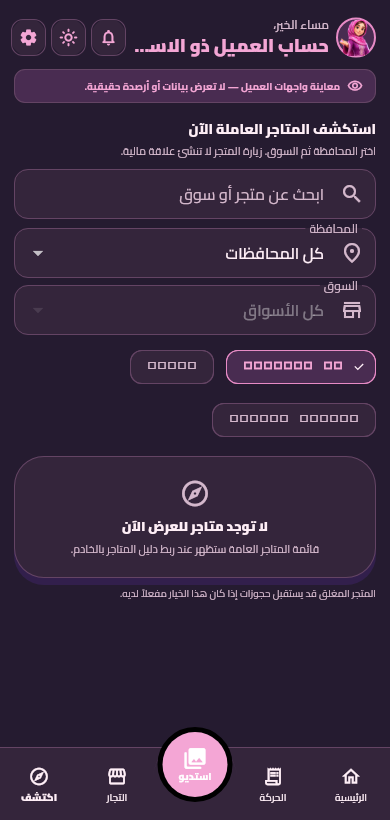 مساء الخير،
حساب العميل ذو الاسـ...
معاينة واجهات العميل — لا تعرض بيانات أو أرصدة حقيقية.
استكشف المتاجر العاملة الآن
اختر المحافظة ثم السوق. زيارة المتجر لا تنشئ علاقة مالية.
ابحث عن متجر أو سوق
المحافظة
كل المحافظات
السوق
كل الأسواق
لا توجد متاجر للعرض الآن
قائمة المتاجر العامة ستظهر عند ربط دليل المتاجر بالخادم.
المتجر المغلق قد يستقبل حجوزات إذا كان هذا الخيار مفعلاً لديه.
الرئيسية
الحركة
استديو
التجار
اكتشف